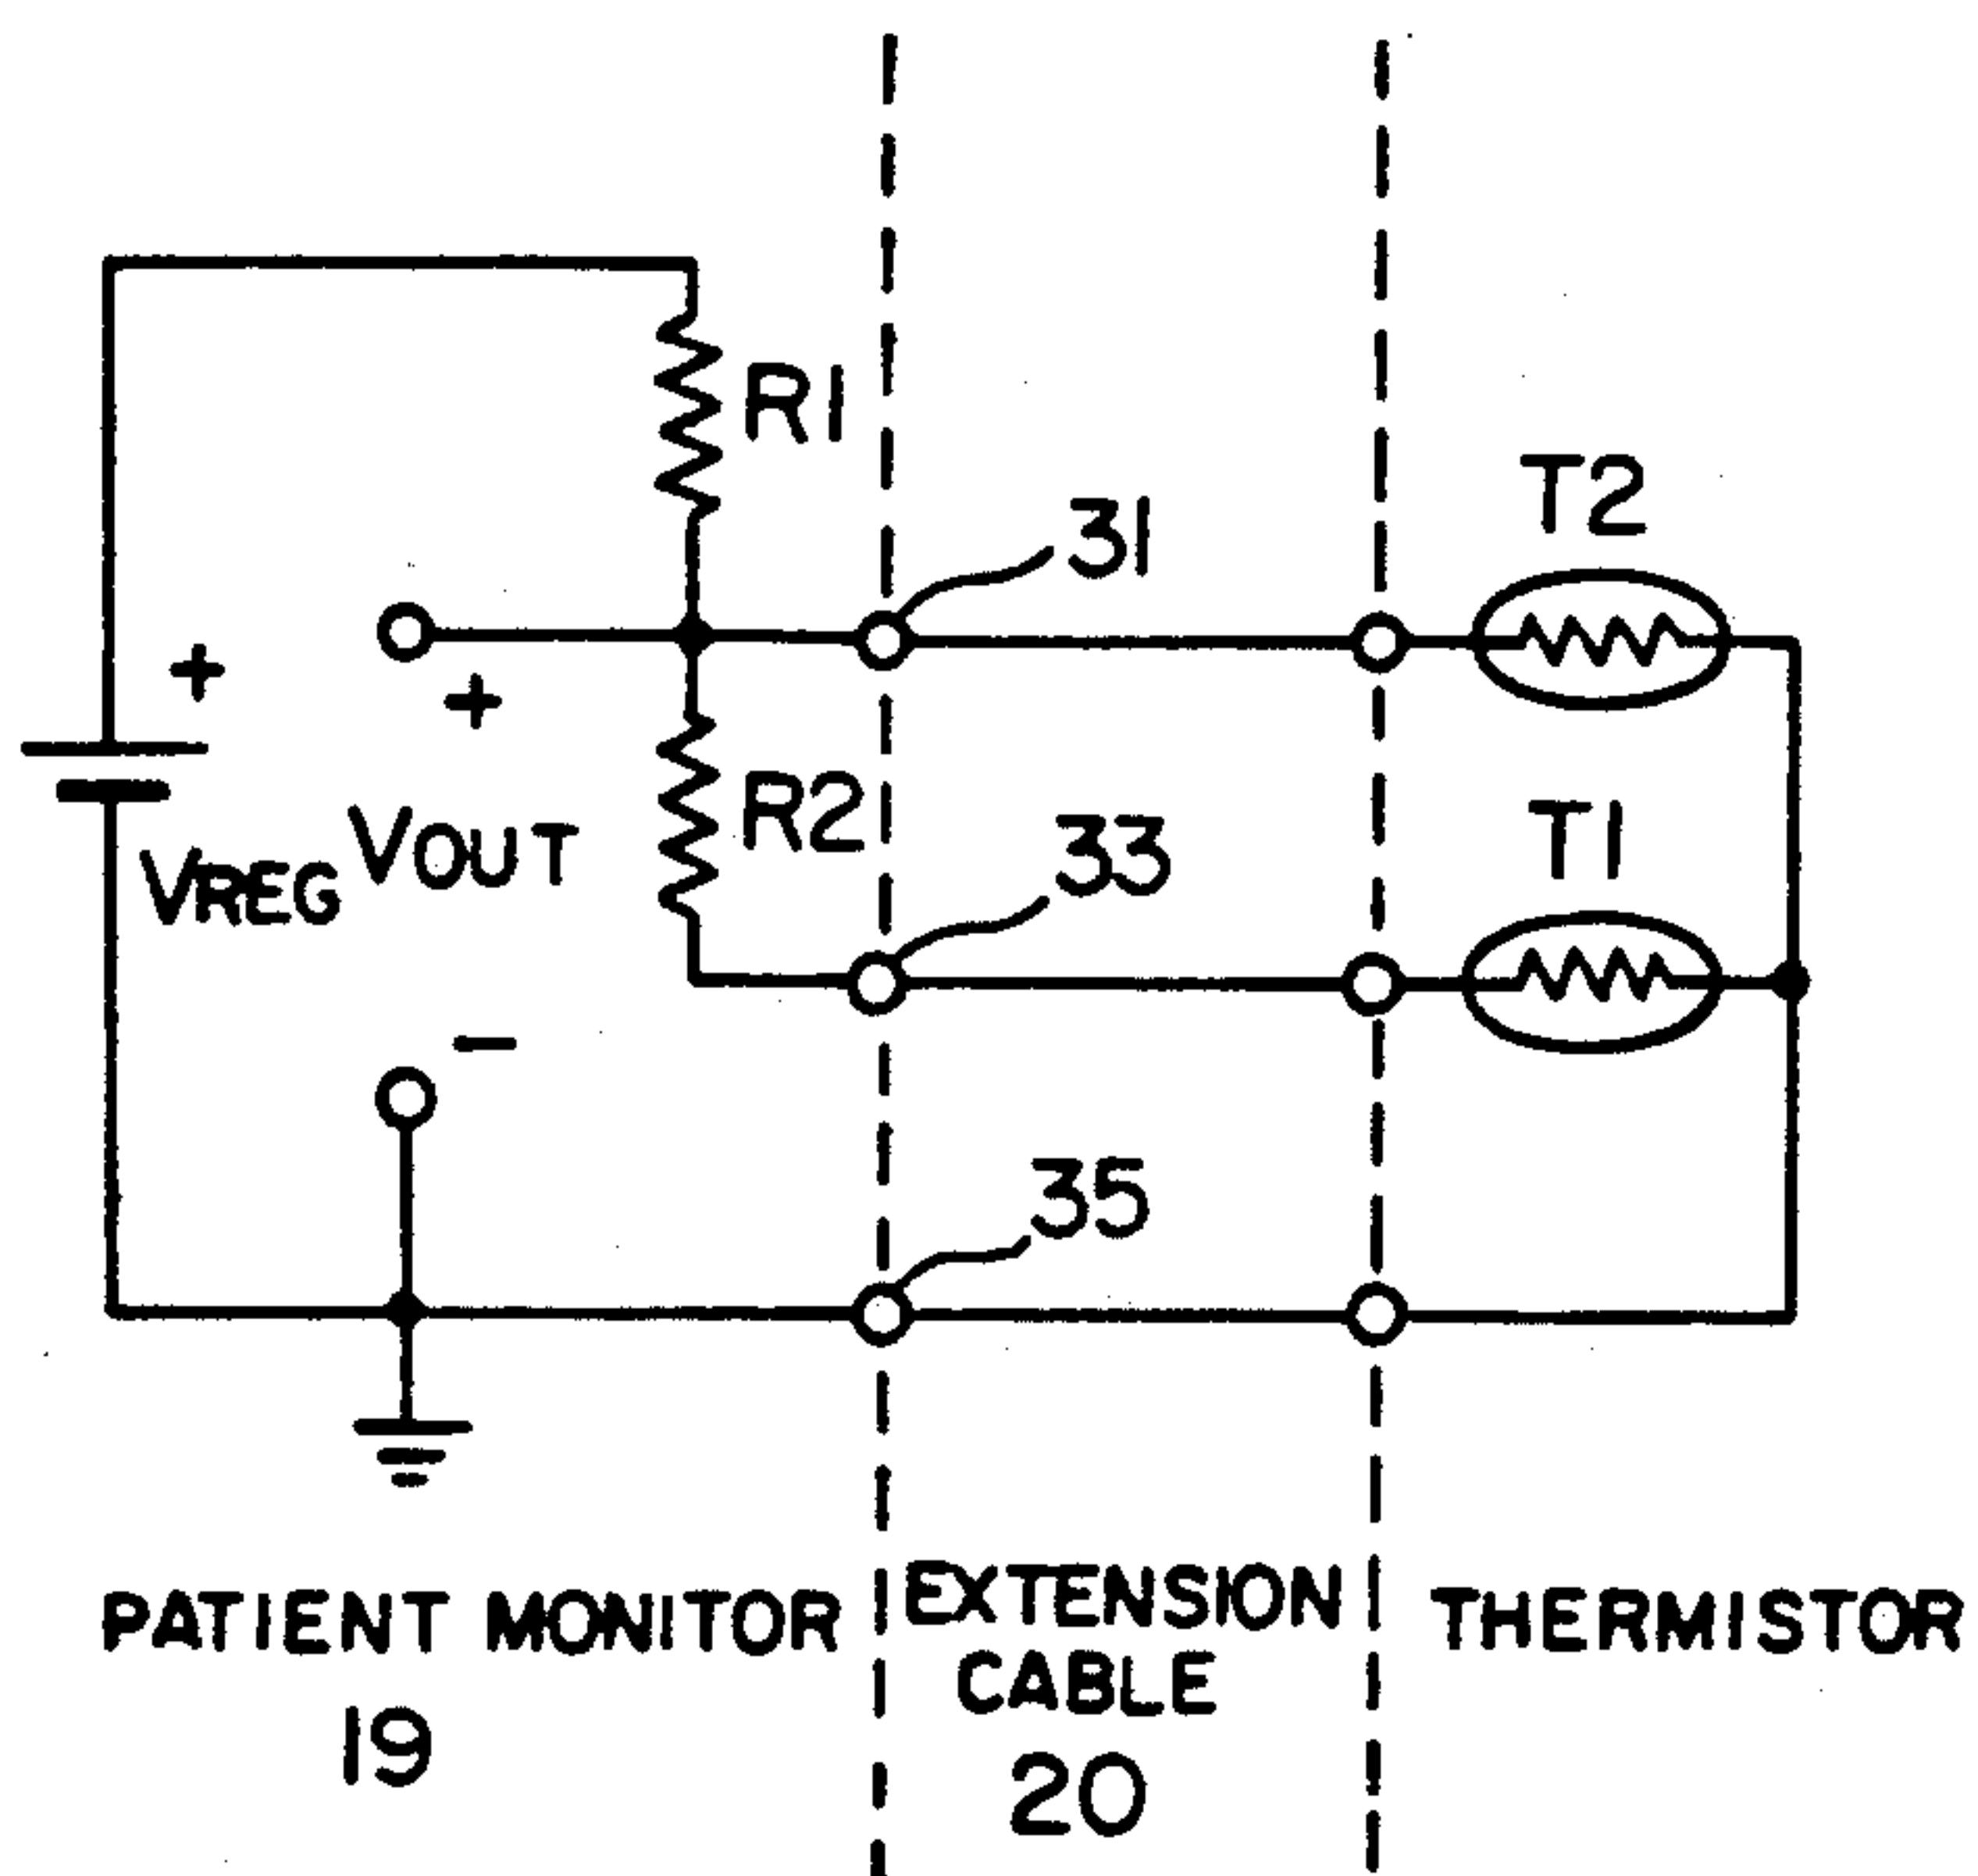 R1
31
T2
+
+
R2
33
T1
VREG
VOUT
−
35
PATIENT MONITOR
19
EXTENSION
CABLE
20
THERMISTOR